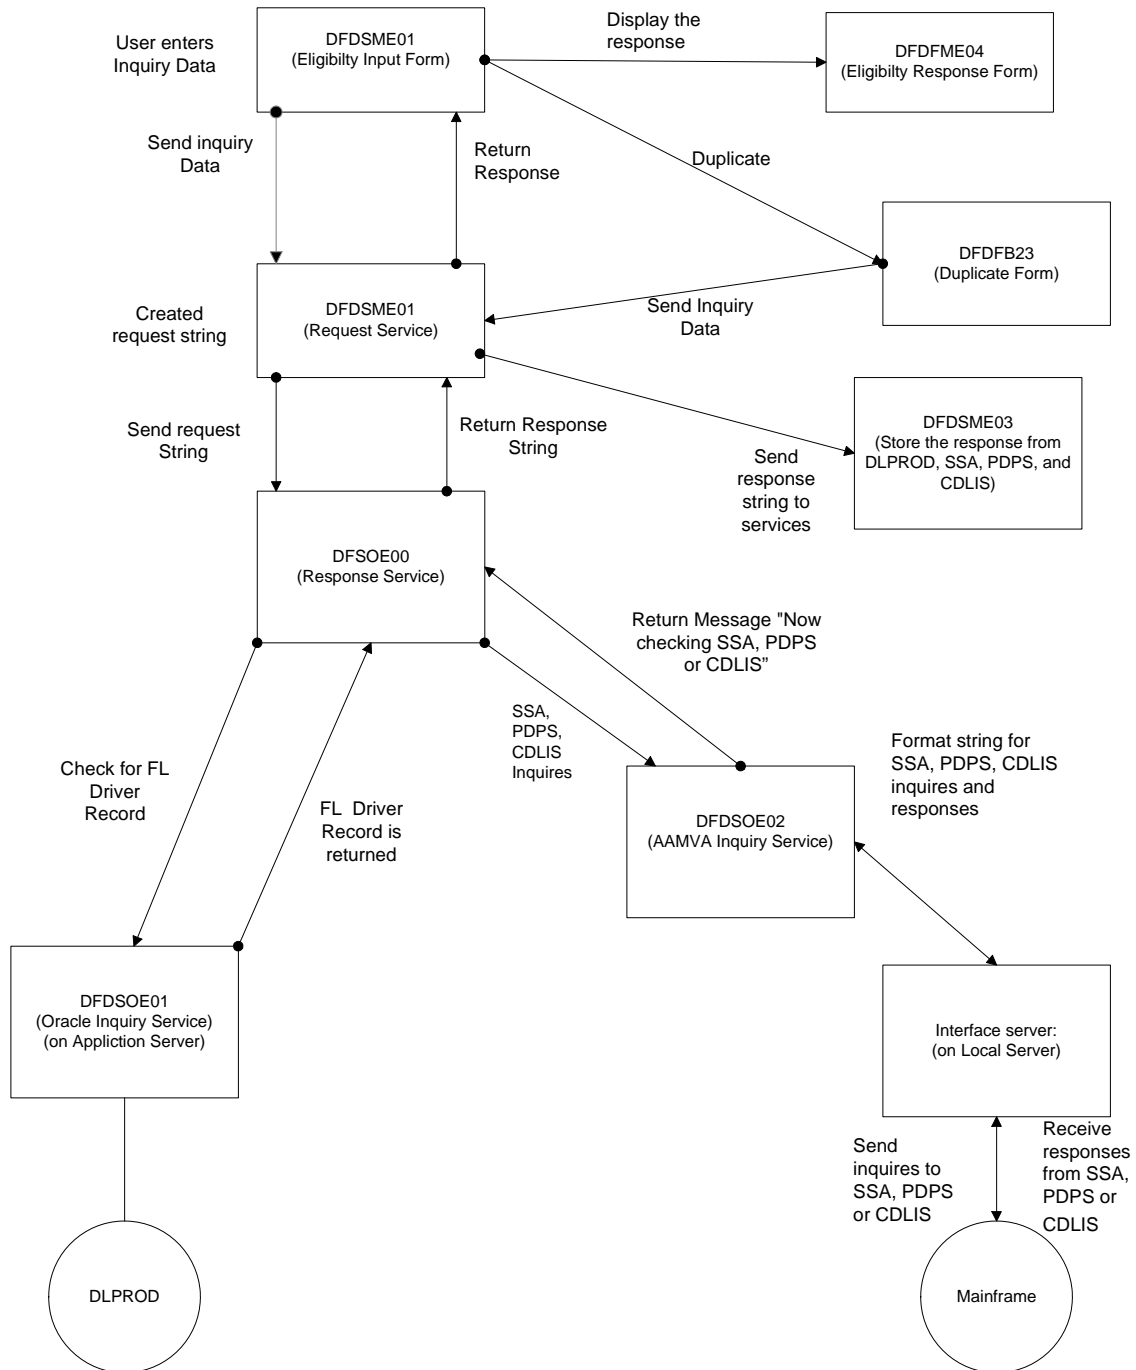 User enters
Inquiry Data
DFDSME01
(Eligibilty Input Form)
Display the
response
DFDFME04
(Eligibilty Response Form)
Send inquiry
Data
Return
Response
Duplicate
DFDFB23
(Duplicate Form)
Created
request string
DFDSME01
(Request Service)
Send Inquiry
Data
Send request
String
Return Response
String
Send
response
string to
services
DFDSME03
(Store the response from
DLPROD, SSA, PDPS, and
CDLIS)
DFSOE00
(Response Service)
Return Message "Now
checking SSA, PDPS
or CDLIS”
SSA,
PDPS,
CDLIS
Inquires
Check for FL
Driver
Record
FL  Driver
Record is
returned
Format string for
SSA, PDPS, CDLIS
inquires and
responses
DFDSOE02
(AAMVA Inquiry Service)
DFDSOE01
(Oracle Inquiry Service)
(on Appliction Server)
Interface server:
(on Local Server)
Send
inquires to
SSA, PDPS
or CDLIS
Receive
responses
from SSA,
PDPS or
CDLIS
DLPROD
Mainframe